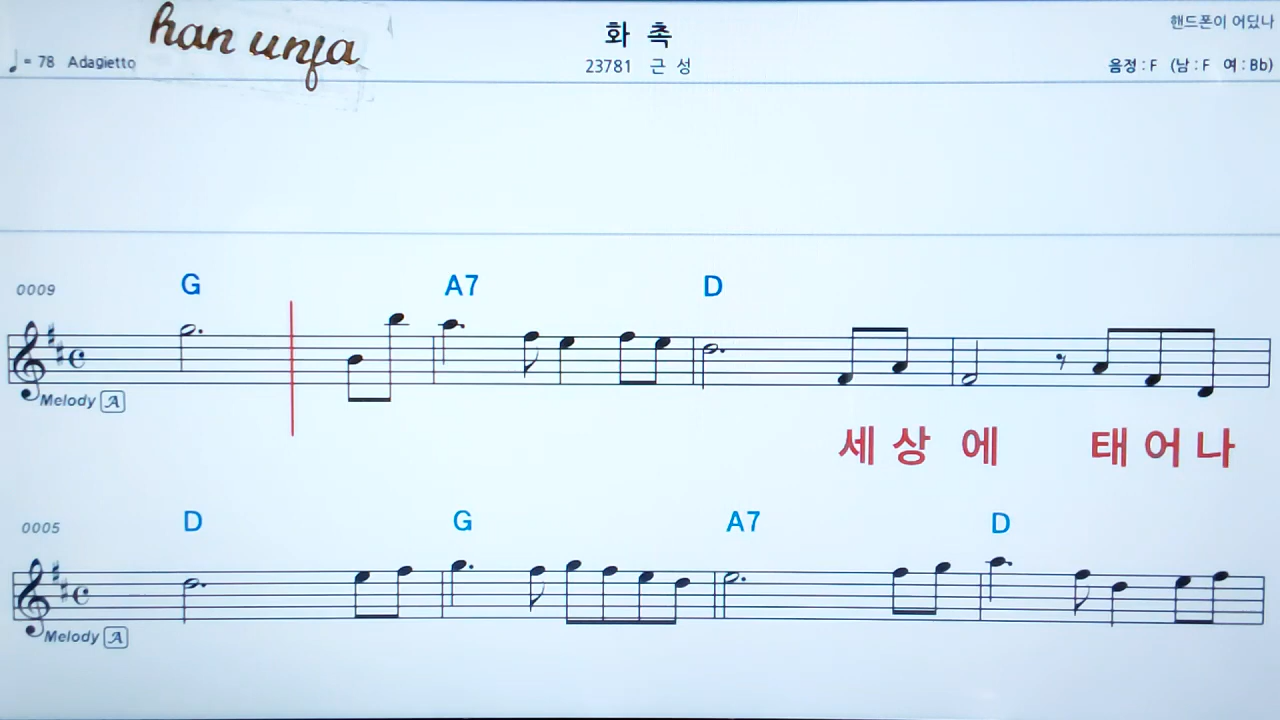 han unfa
화 촉
핸드폰이 어딨나
♩ = 78 Adagietto
23781 근 성
음정 : F (남 : F 여 : Bb)
0009
G A7 D
Melody A
세 상 에 태 어 나
0005
D G A7 D
Melody A